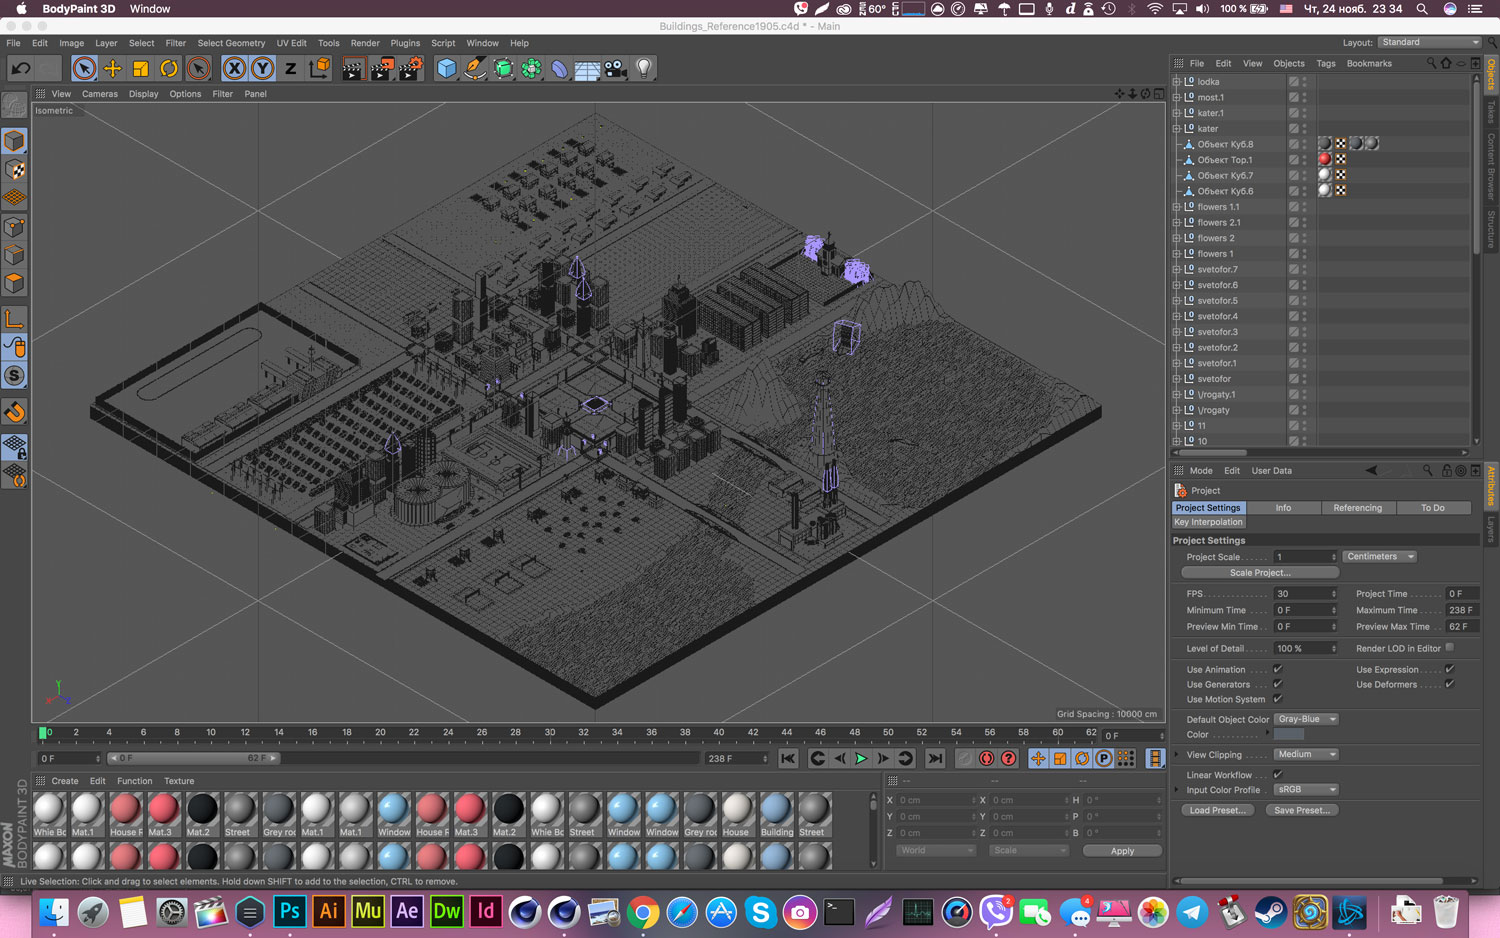 BodyPaint 3D Window
60° 100 % Чт, 24 нояб. 23 34
Buildings_Reference1905.c4d * - Main
File Edit Image Layer Select Filter Select Geometry UV Edit Tools Render Plugins Script Window Help
Layout: Standard
X Y Z
File Edit View Objects Tags Bookmarks
View Cameras Display Options Filter Panel
Isometric
lodka
most.1
kater.1
kater
Объект Куб.8
Объект Тор.1
Объект Куб.7
Объект Куб.6
flowers 1.1
flowers 2.1
flowers 2
flowers 1
svetofor.7
svetofor.6
svetofor.5
svetofor.4
svetofor.3
svetofor.2
svetofor.1
svetofor
\/rogaty.1
\/rogaty
11
10
Objects
Takes
Content Browser
Structure
Mode Edit User Data
Project
Project Settings Info Referencing To Do
Key Interpolation
Project Settings
Project Scale 1 Centimeters
Scale Project...
FPS 30 Project Time 0 F
Minimum Time 0 F Maximum Time 238 F
Preview Min Time 0 F Preview Max Time 62 F
Level of Detail 100 % Render LOD in Editor
Use Animation Use Expression
Use Generators Use Deformers
Use Motion System
Default Object Color Gray-Blue
Color
View Clipping Medium
Linear Workflow
Input Color Profile sRGB
Load Preset... Save Preset...
Attributes
Layers
Y
X
Z
Grid Spacing : 10000 cm
0 2 4 6 8 10 12 14 16 18 20 22 24 26 28 30 32 34 36 38 40 42 44 46 48 50 52 54 56 58 60 62 0 F
0 F 0 F 62 F 238 F
Create Edit Function Texture
Whie Bo Mat.1 House R Mat.3 Mat.2 Street Grey roo Mat.1 Mat.1 Window House R Mat.3 Mat.2 Whie Bo Street Window Window Grey roo House Building Street
-- -- --
X 0 cm X 0 cm H 0 °
Y 0 cm Y 0 cm P 0 °
Z 0 cm Z 0 cm B 0 °
World Scale Apply
MAXON
BODYPAINT 3D
Live Selection: Click and drag to select elements. Hold down SHIFT to add to the selection, CTRL to remove.
Ps Ai Mu Ae Dw Id
2
4